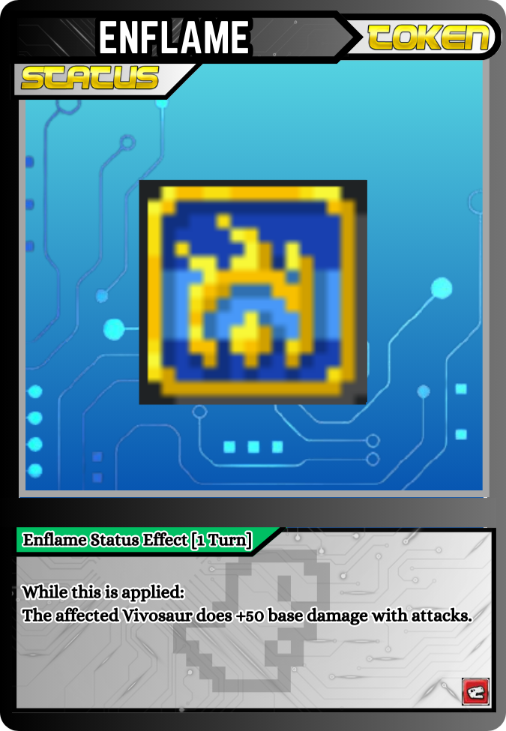 ENFLAME
TOKEN
STATUS
Enflame Status Effect [1 Turn]
While this is applied:
The affected Vivosaur does +50 base damage with attacks.